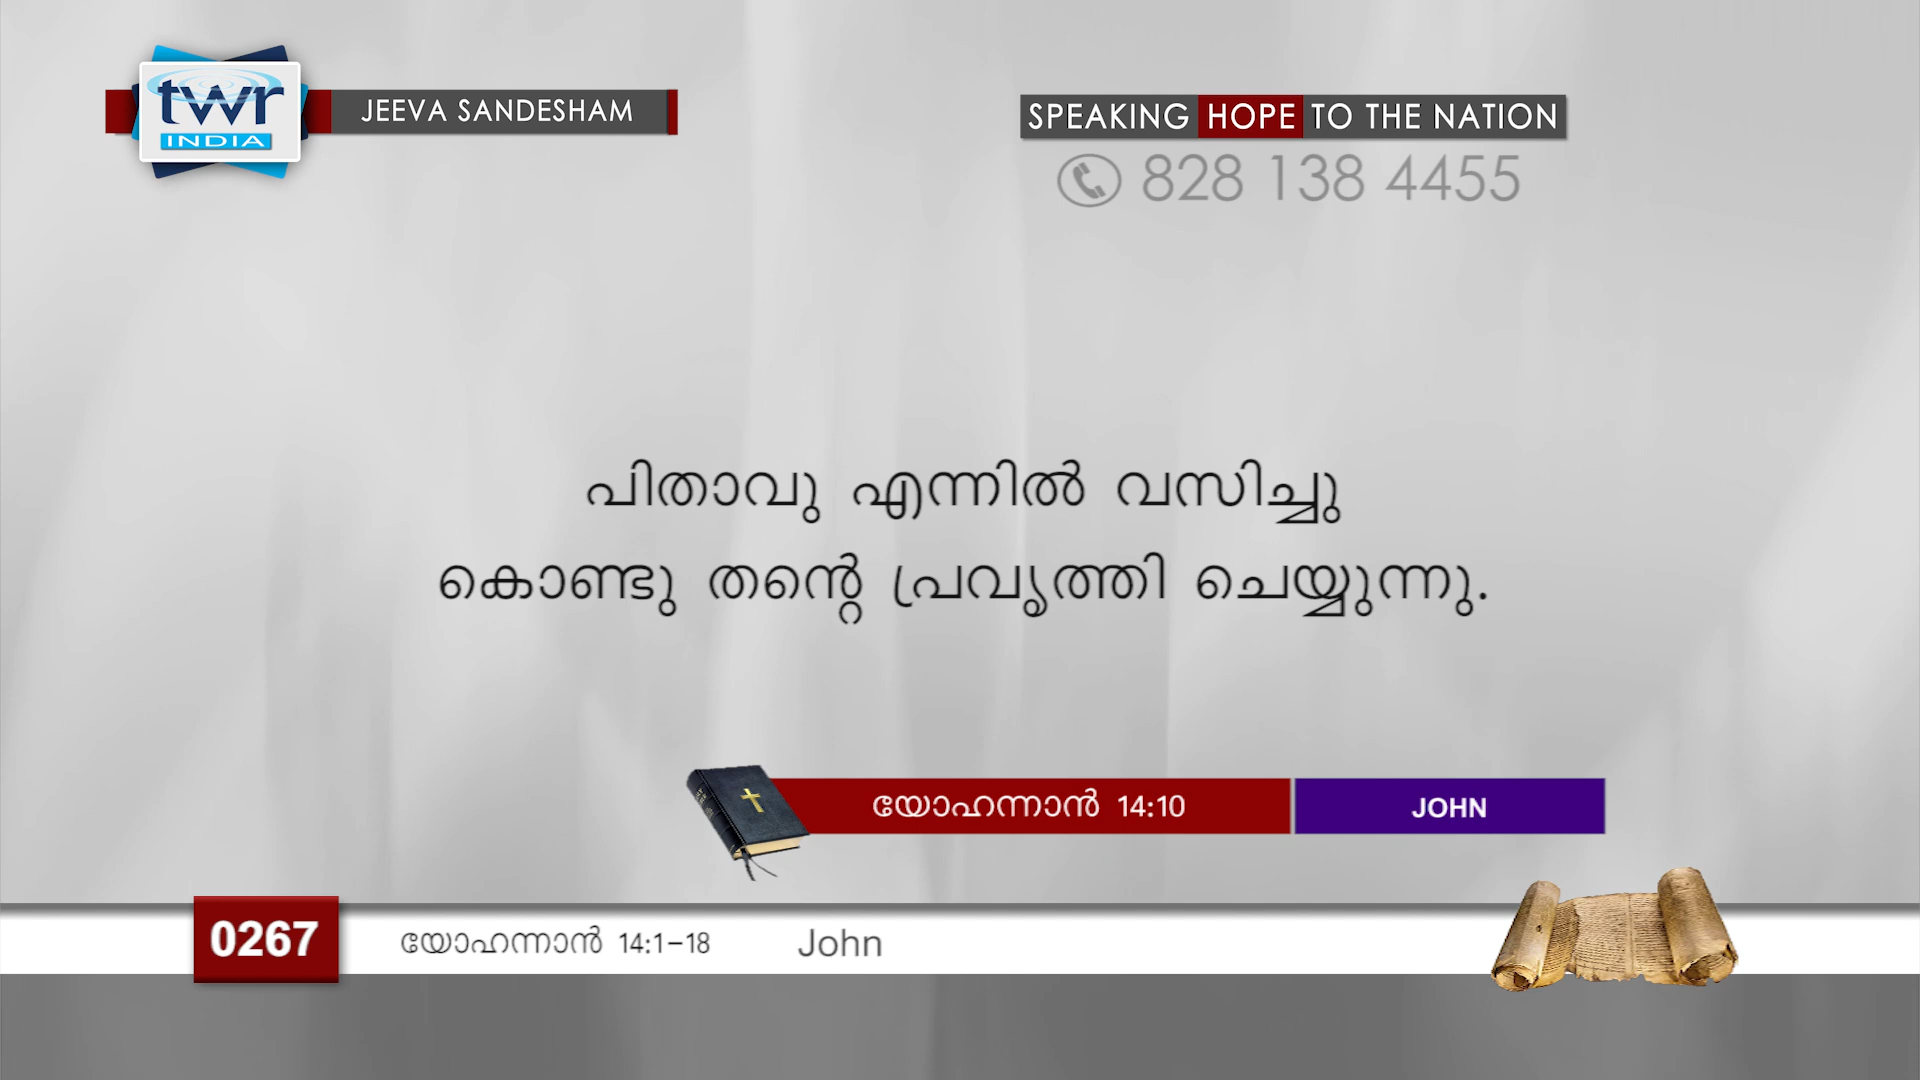 twr
INDIA
JEEVA SANDESHAM
SPEAKING HOPE TO THE NATION
828 138 4455
പിതാവു എന്നിൽ വസിച്ചു
കൊണ്ടു തന്റെ പ്രവൃത്തി ചെയ്യുന്നു.
യോഹന്നാൻ 14:10
JOHN
0267
യോഹന്നാൻ 14:1-18
John